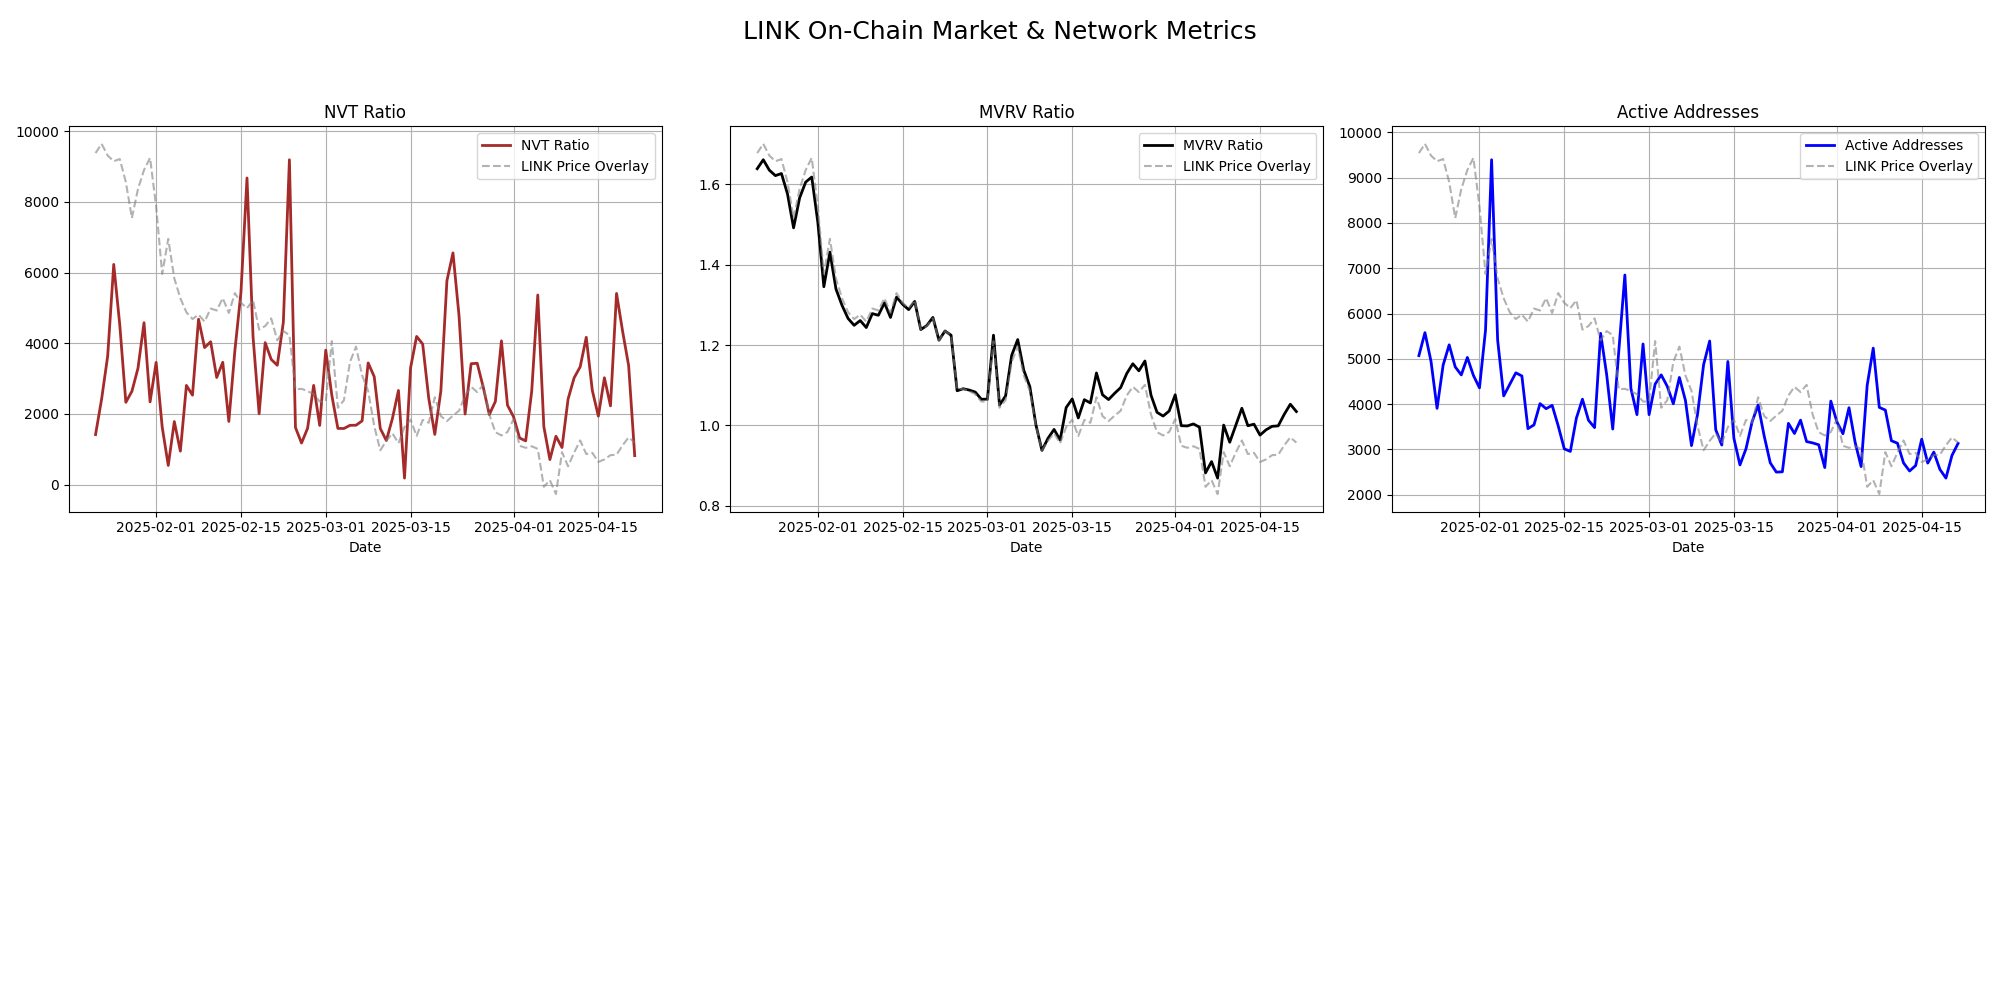 LINK On-Chain Market & Network Metrics
NVT Ratio
10000
8000
6000
4000
2000
0
NVT Ratio
LINK Price Overlay
2025-02-01 2025-02-15 2025-03-01 2025-03-15 2025-04-01 2025-04-15
Date
MVRV Ratio
1.6
1.4
1.2
1.0
0.8
MVRV Ratio
LINK Price Overlay
2025-02-01 2025-02-15 2025-03-01 2025-03-15 2025-04-01 2025-04-15
Date
Active Addresses
10000
9000
8000
7000
6000
5000
4000
3000
2000
Active Addresses
LINK Price Overlay
2025-02-01 2025-02-15 2025-03-01 2025-03-15 2025-04-01 2025-04-15
Date